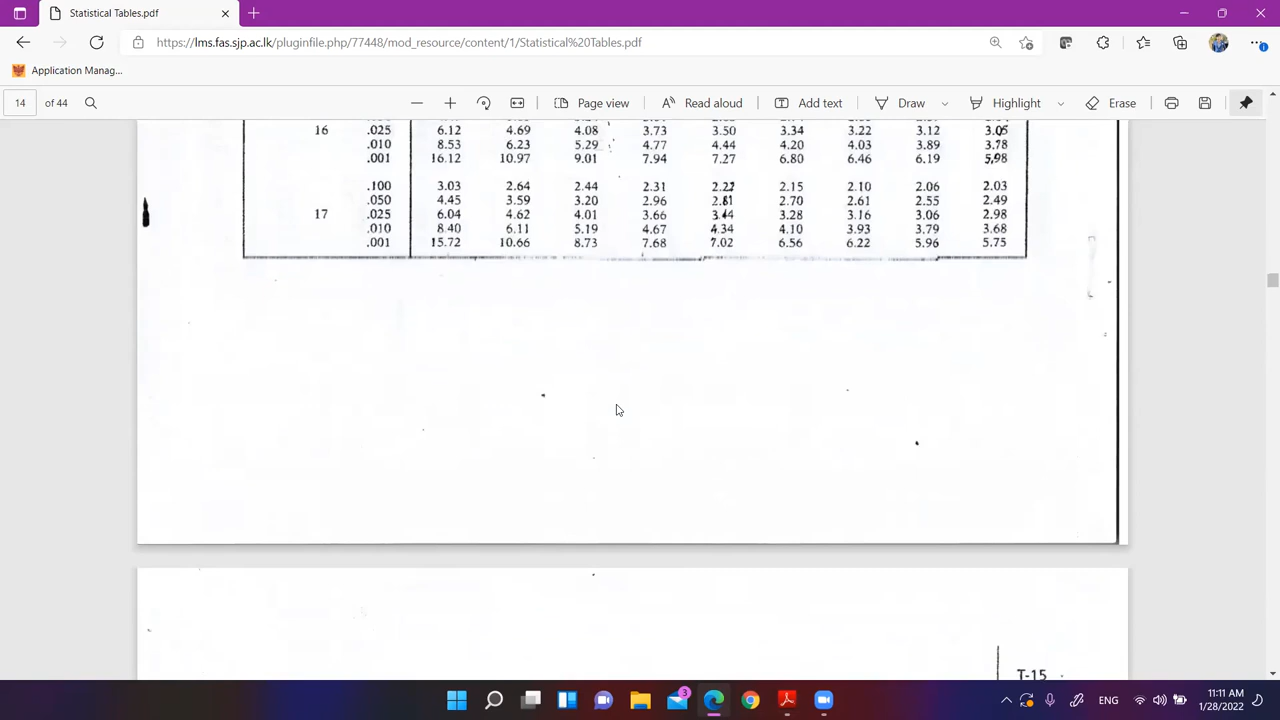 Statistical Tables.pdf
https://lms.fas.sjp.ac.lk/pluginfile.php/77448/mod_resource/content/1/Statistical%20Tables.pdf
Application Manag...
14 of 44 Page view Read aloud Add text Draw Highlight Erase
16 .025 6.12 4.69 4.08 3.73 3.50 3.34 3.22 3.12 3.05
.010 8.53 6.23 5.29 4.77 4.44 4.20 4.03 3.89 3.78
.001 16.12 10.97 9.01 7.94 7.27 6.80 6.46 6.19 5.98
.100 3.03 2.64 2.44 2.31 2.22 2.15 2.10 2.06 2.03
.050 4.45 3.59 3.20 2.96 2.81 2.70 2.61 2.55 2.49
17 .025 6.04 4.62 4.01 3.66 3.44 3.28 3.16 3.06 2.98
.010 8.40 6.11 5.19 4.67 4.34 4.10 3.93 3.79 3.68
.001 15.72 10.66 8.73 7.68 7.02 6.56 6.22 5.96 5.75
T-15
3
ENG
11:11 AM
1/28/2022